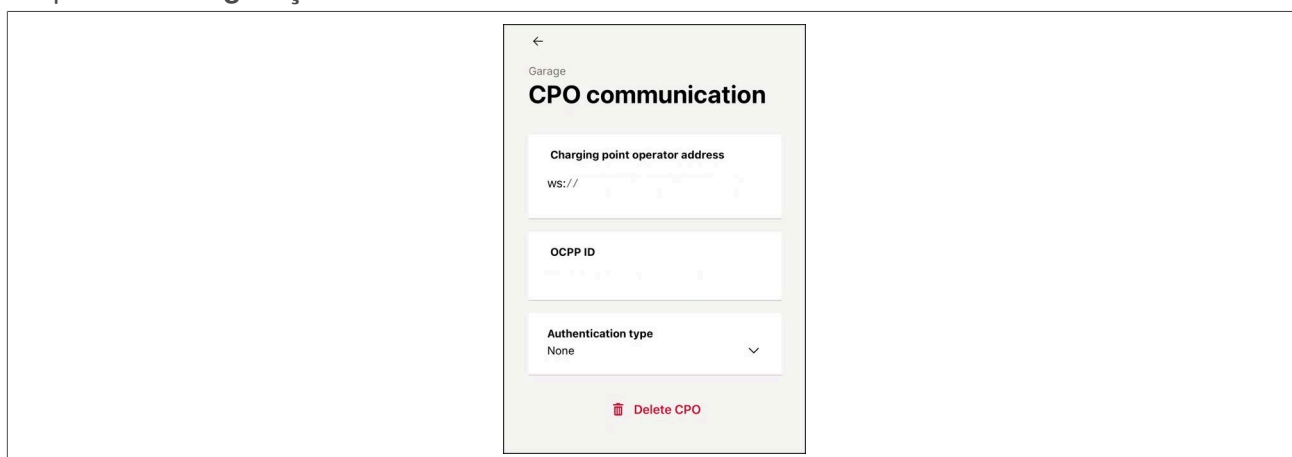 ←
Garage
CPO communication
Charging point operator address
ws://
OCPP ID
Authentication type
None
Delete CPO